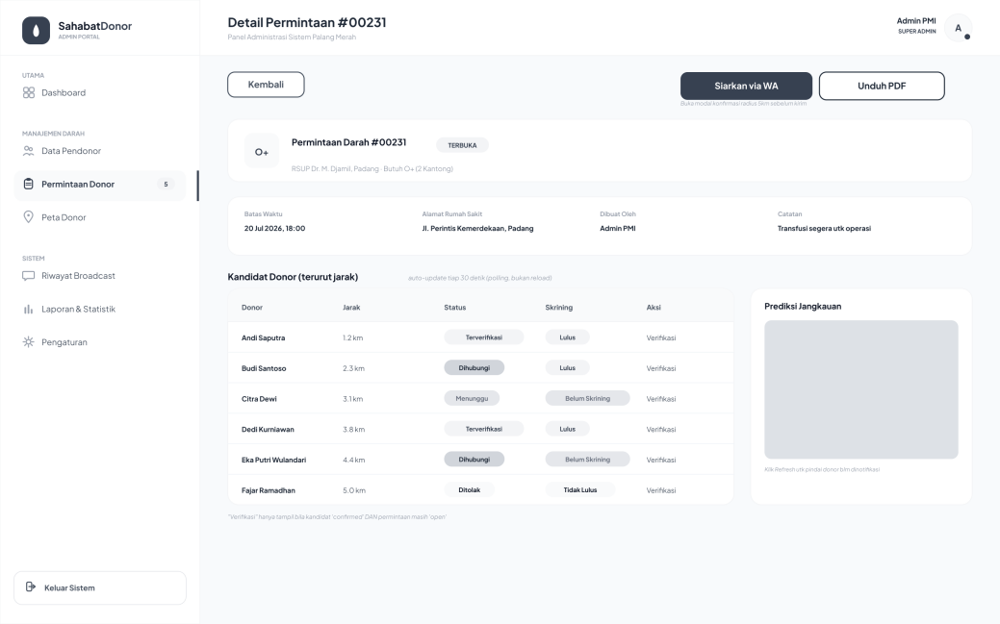 SahabatDonor
ADMIN PORTAL
UTAMA
Dashboard
MANAJEMEN DARAH
Data Pendonor
Permintaan Donor 5
Peta Donor
SISTEM
Riwayat Broadcast
Laporan & Statistik
Pengaturan
Keluar Sistem
Detail Permintaan #00231
Panel Administrasi Sistem Palang Merah
Admin PMI
SUPER ADMIN
A
Kembali
Siarkan via WA
Unduh PDF
Buka modal konfirmasi radius 5km sebelum kirim
O+
Permintaan Darah #00231 TERBUKA
RSUP Dr. M. Djamil, Padang · Butuh O+ (2 Kantong)
Batas Waktu Alamat Rumah Sakit Dibuat Oleh Catatan
20 Jul 2026, 18:00 Jl. Perintis Kemerdekaan, Padang Admin PMI Transfusi segera utk operasi
Kandidat Donor (terurut jarak) auto-update tiap 30 detik (polling, bukan reload)
Donor Jarak Status Skrining Aksi
Andi Saputra 1.2 km Terverifikasi Lulus Verifikasi
Budi Santoso 2.3 km Dihubungi Lulus Verifikasi
Citra Dewi 3.1 km Menunggu Belum Skrining Verifikasi
Dedi Kurniawan 3.8 km Terverifikasi Lulus Verifikasi
Eka Putri Wulandari 4.4 km Dihubungi Belum Skrining Verifikasi
Fajar Ramadhan 5.0 km Ditolak Tidak Lulus Verifikasi
"Verifikasi" hanya tampil bila kandidat 'confirmed' DAN permintaan masih 'open'
Prediksi Jangkauan
Klik Refresh utk pindai donor blm dinotifikasi